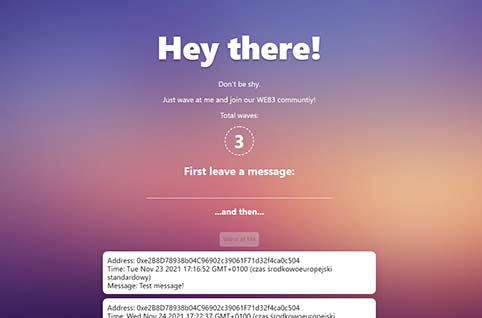 Hey there!
Don't be shy.
Just wave at me and join our WEB3 communtiy!
Total waves:
3
First leave a message:
...and then...
Wave at Me
Address: 0xe2B8D78938b04C96902c39061F71d32f4ca0c504
Time: Tue Nov 23 2021 17:16:52 GMT+0100 (czas środkowoeuropejski
standardowy)
Message: Test message!
Address: 0xe2B8D78938b04C96902c39061F71d32f4ca0c504
Time: Wed Nov 24 2021 17:22:37 GMT+0100 (czas środkowoeuropejski